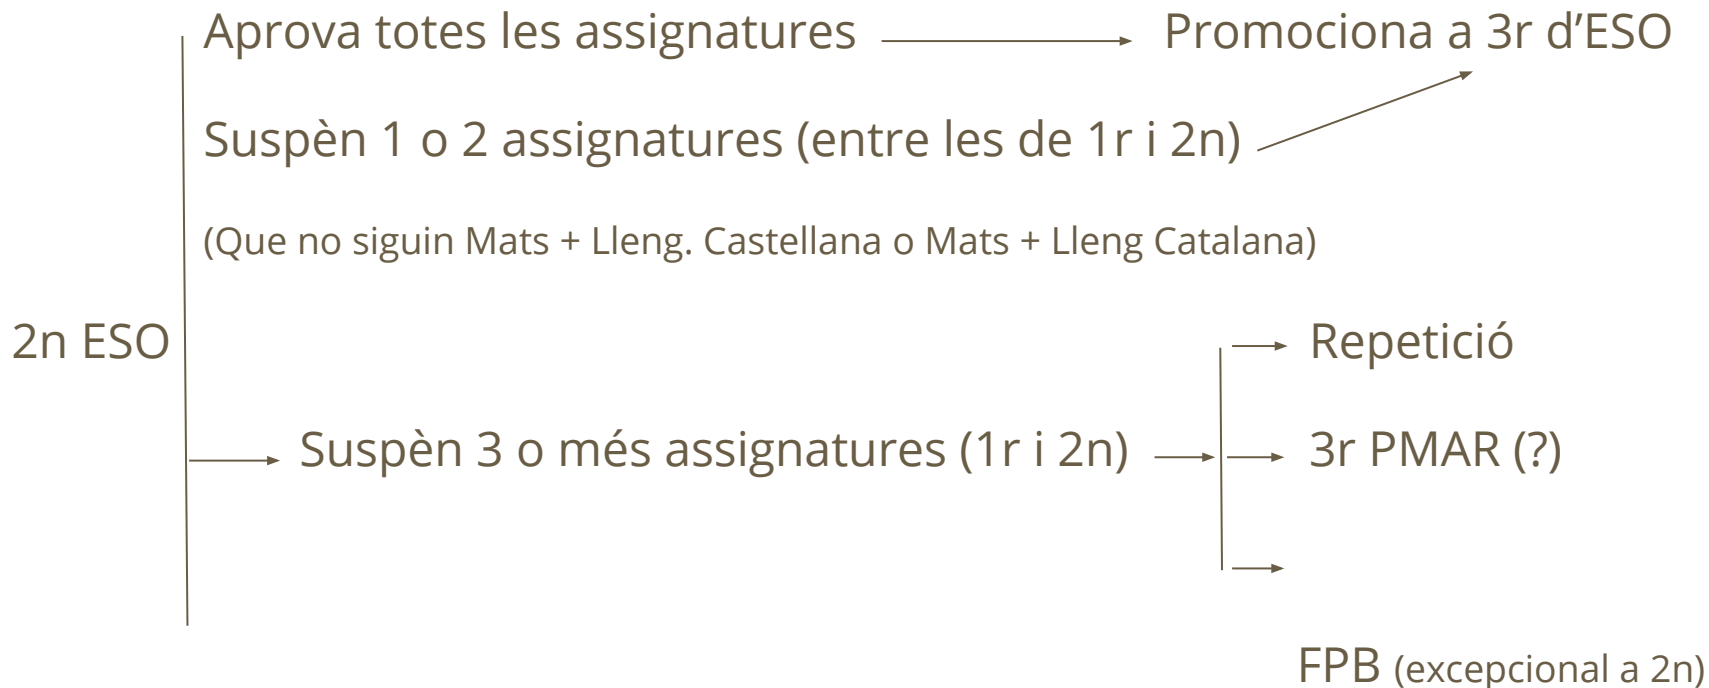 Aprova totes les assignatures Promociona a 3r d’ESO
Suspèn 1 o 2 assignatures (entre les de 1r i 2n)
(Que no siguin Mats + Lleng. Castellana o Mats + Lleng Catalana)
2n ESO Repetició
Suspèn 3 o més assignatures (1r i 2n) 3r PMAR (?)
FPB (excepcional a 2n)